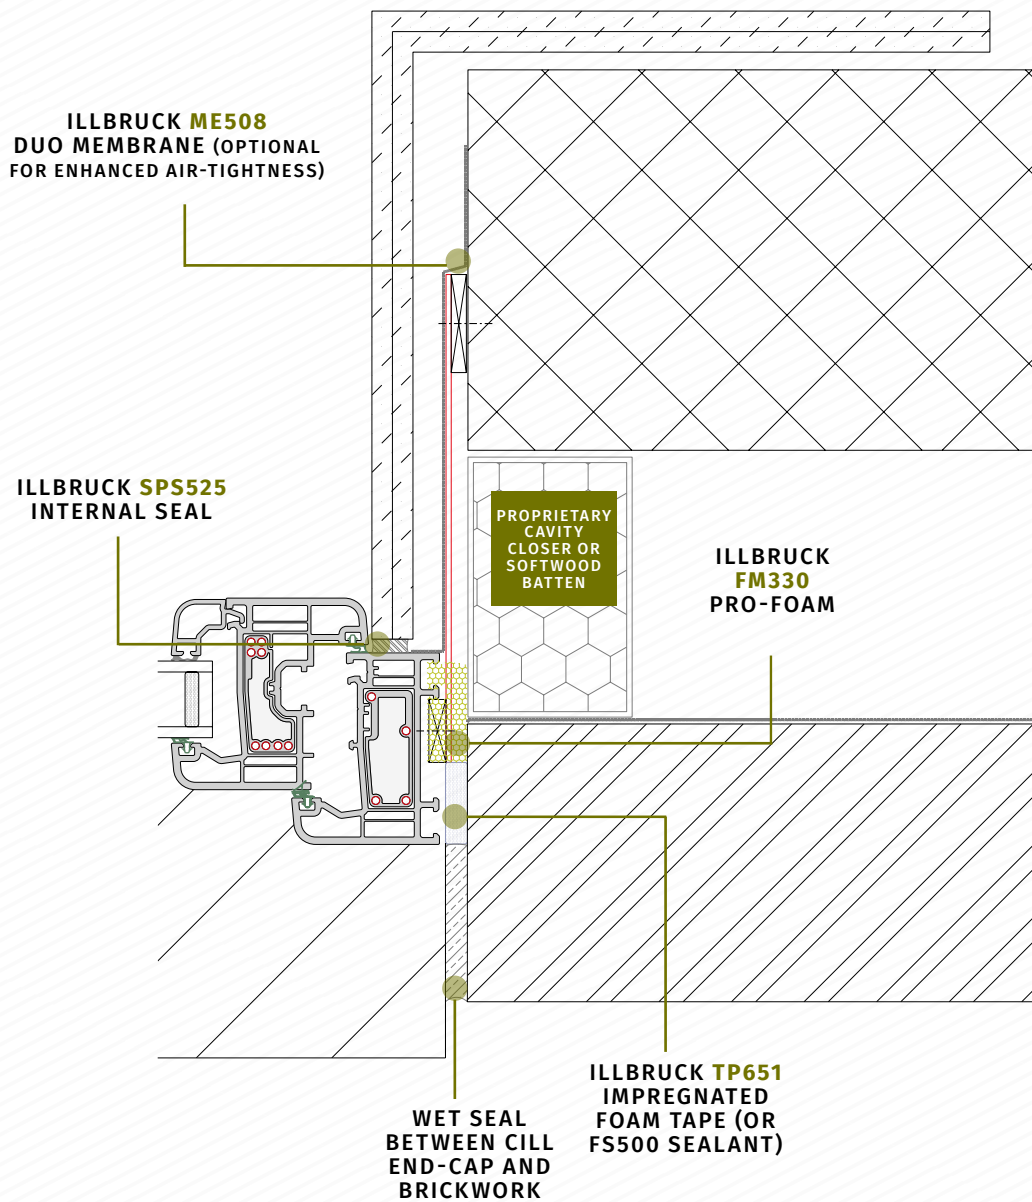 ILLBRUCK ME508
DUO MEMBRANE (OPTIONAL
FOR ENHANCED AIR-TIGHTNESS)
ILLBRUCK SPS525
INTERNAL SEAL
PROPRIETARY
CAVITY
CLOSER OR
SOFTWOOD
BATTEN
ILLBRUCK
FM330
PRO-FOAM
ILLBRUCK TP651
IMPREGNATED
FOAM TAPE (OR
FS500 SEALANT)
WET SEAL
BETWEEN CILL
END-CAP AND
BRICKWORK